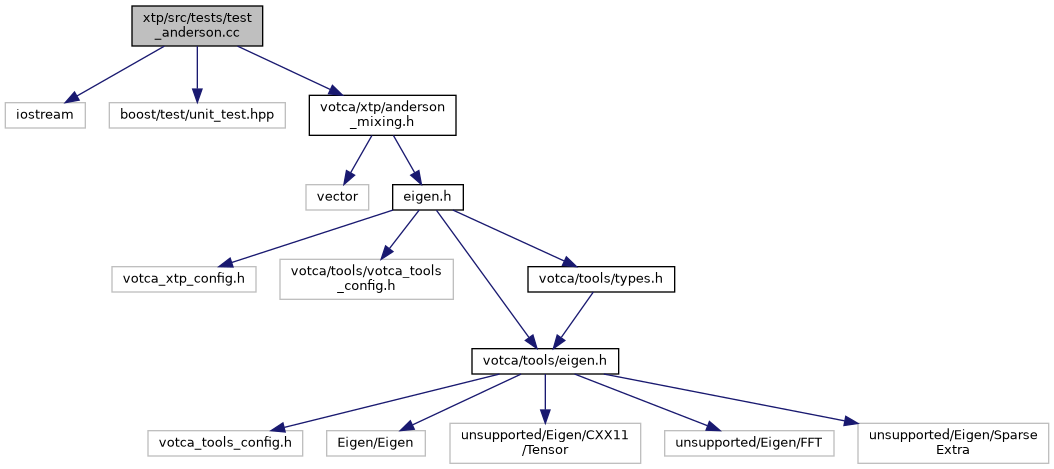 xtp/src/tests/test
_anderson.cc
iostream
boost/test/unit_test.hpp
votca/xtp/anderson
_mixing.h
vector
eigen.h
votca_xtp_config.h
votca/tools/votca_tools
_config.h
votca/tools/types.h
votca/tools/eigen.h
votca_tools_config.h
Eigen/Eigen
unsupported/Eigen/CXX11
/Tensor
unsupported/Eigen/FFT
unsupported/Eigen/Sparse
Extra